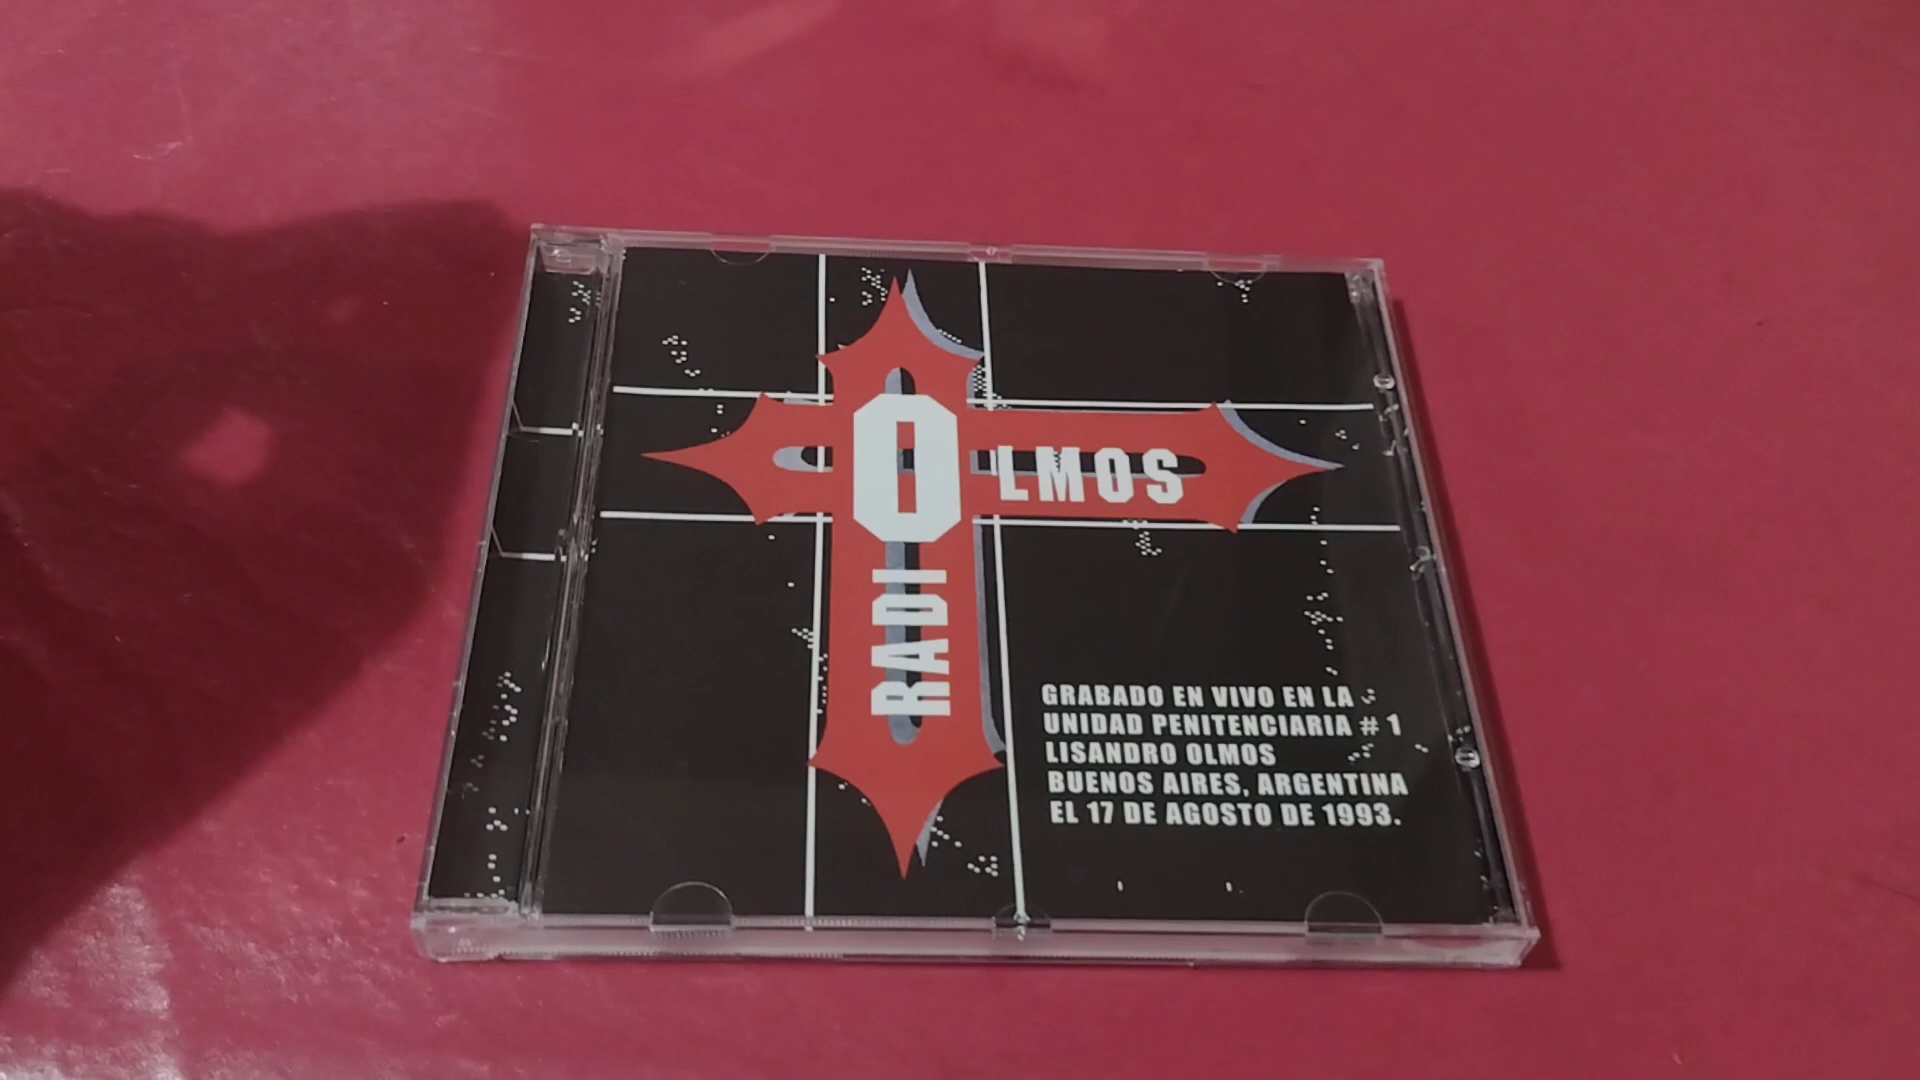 RADIO
OLMOS
GRABADO EN VIVO EN LA
UNIDAD PENITENCIARIA # 1
LISANDRO OLMOS
BUENOS AIRES, ARGENTINA
EL 17 DE AGOSTO DE 1993.